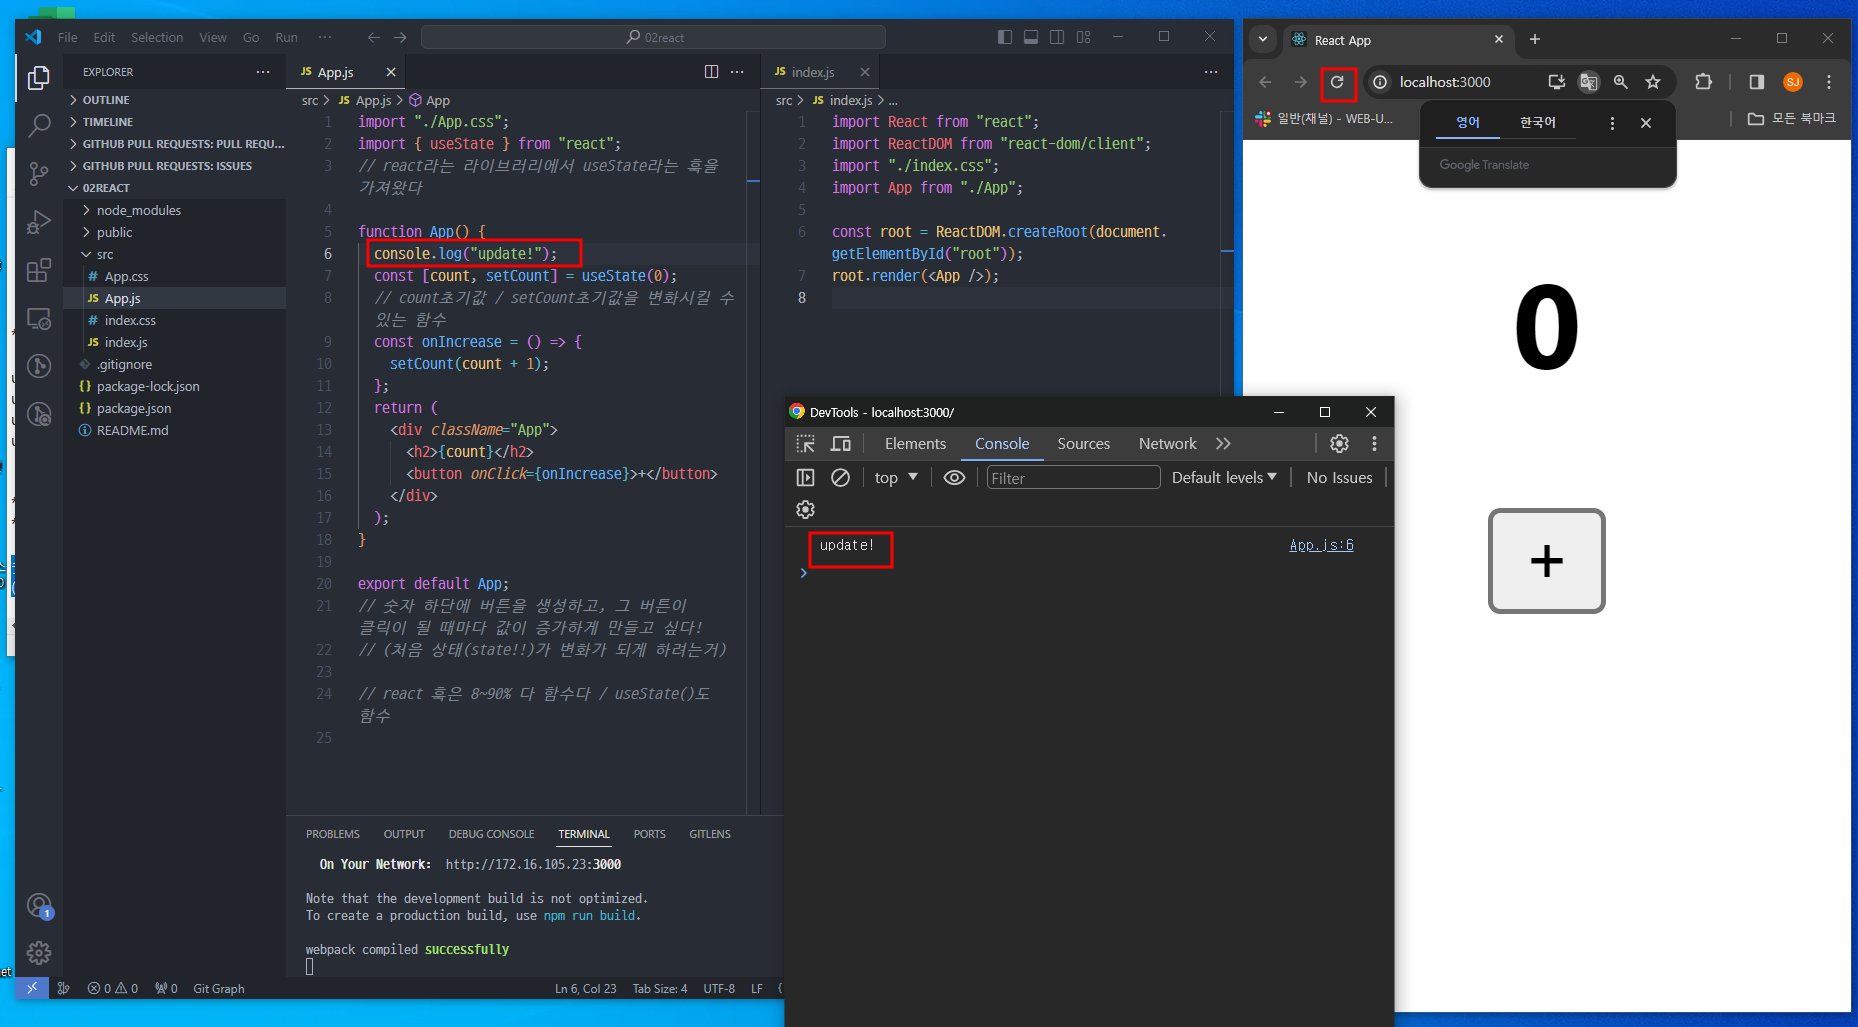 File Edit Selection View Go Run ··· 02react
EXPLORER ···
OUTLINE
TIMELINE
GITHUB PULL REQUESTS: PULL REQU...
GITHUB PULL REQUESTS: ISSUES
02REACT
node_modules
public
src
# App.css
JS App.js
# index.css
JS index.js
.gitignore
{} package-lock.json
{} package.json
README.md
JS App.js
src > JS App.js > App
1 import "./App.css";
2 import { useState } from "react";
3 // react라는 라이브러리에서 useState라는 훅을
가져왔다
4
5 function App() {
6 console.log("update!");
7 const [count, setCount] = useState(0);
8 // count초기값 / setCount초기값을 변화시킬 수
있는 함수
9 const onIncrease = () => {
10 setCount(count + 1);
11 };
12 return (
13 <div className="App">
14 <h2>{count}</h2>
15 <button onClick={onIncrease}>+</button>
16 </div>
17 );
18 }
19
20 export default App;
21 // 숫자 하단에 버튼을 생성하고, 그 버튼이
클릭이 될 때마다 값이 증가하게 만들고 싶다!
22 // (처음 상태(state!!)가 변화가 되게 하려는거)
23
24 // react 훅은 8~90% 다 함수다 / useState()도
함수
25
JS index.js
src > JS index.js > ...
1 import React from "react";
2 import ReactDOM from "react-dom/client";
3 import "./index.css";
4 import App from "./App";
5
6 const root = ReactDOM.createRoot(document.
getElementById("root"));
7 root.render(<App />);
8
PROBLEMS OUTPUT DEBUG CONSOLE TERMINAL PORTS GITLENS
On Your Network: http://172.16.105.23:3000
Note that the development build is not optimized.
To create a production build, use npm run build.
webpack compiled successfully
0 0 0 Git Graph Ln 6, Col 23 Tab Size: 4 UTF-8 LF
1
DevTools - localhost:3000/
Elements Console Sources Network
top Filter Default levels No Issues
update! App.js:6
React App
localhost:3000 SJ
일반(채널) - WEB-U... 모든 북마크
영어 한국어
Google Translate
0
+